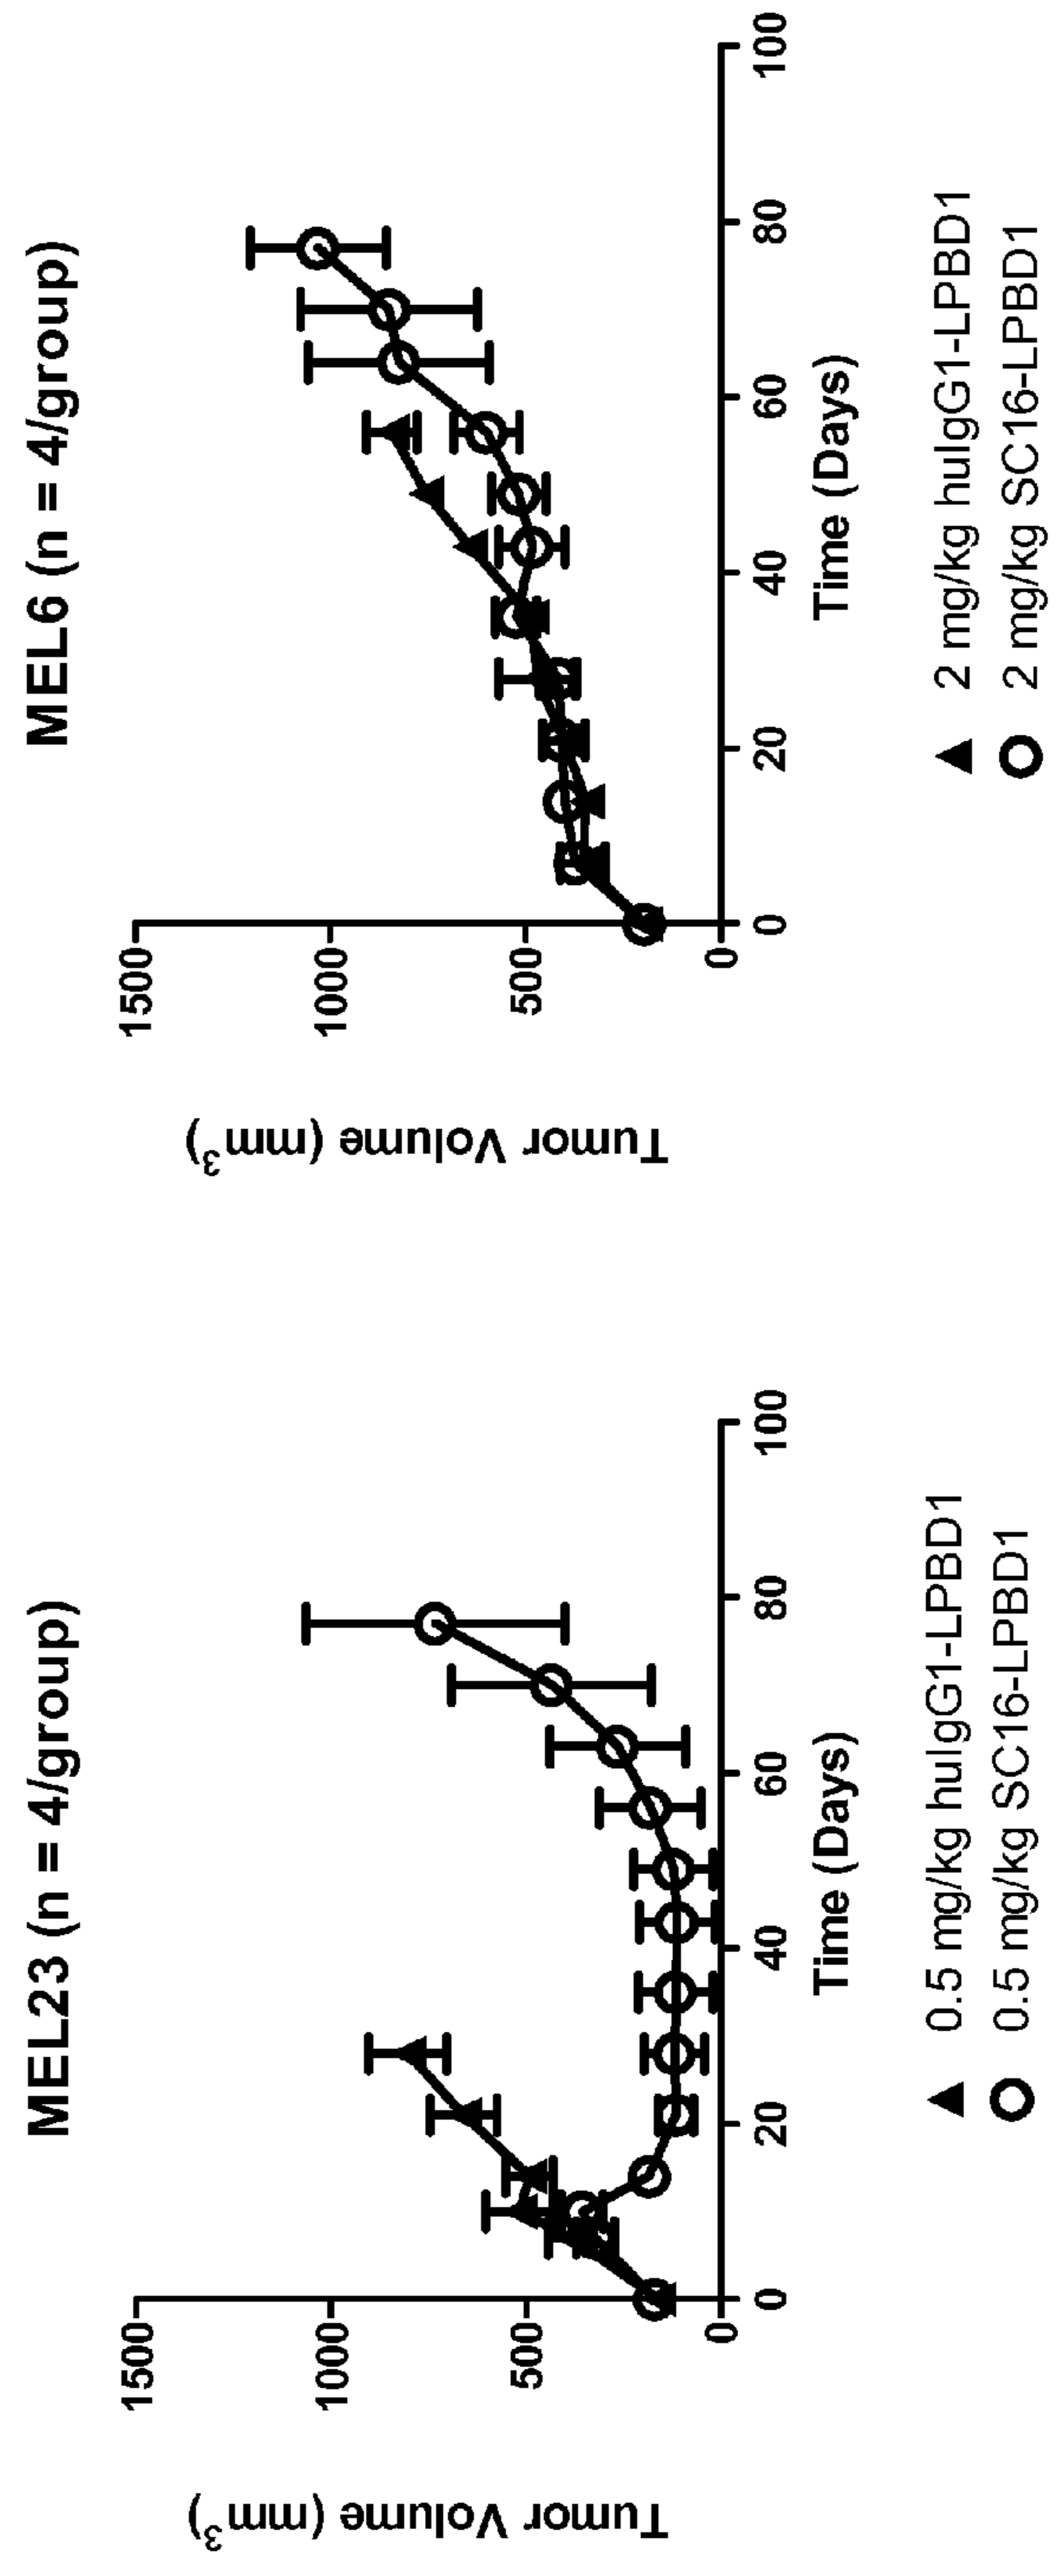 MEL23 (n = 4/group)
Tumor Volume (mm³)
1500
1000
500
0
0
20
40
60
80
100
Time (Days)
0.5 mg/kg huIgG1-LPBD1
0.5 mg/kg SC16-LPBD1
MEL6 (n = 4/group)
Tumor Volume (mm³)
1500
1000
500
0
0
20
40
60
80
100
Time (Days)
2 mg/kg huIgG1-LPBD1
2 mg/kg SC16-LPBD1